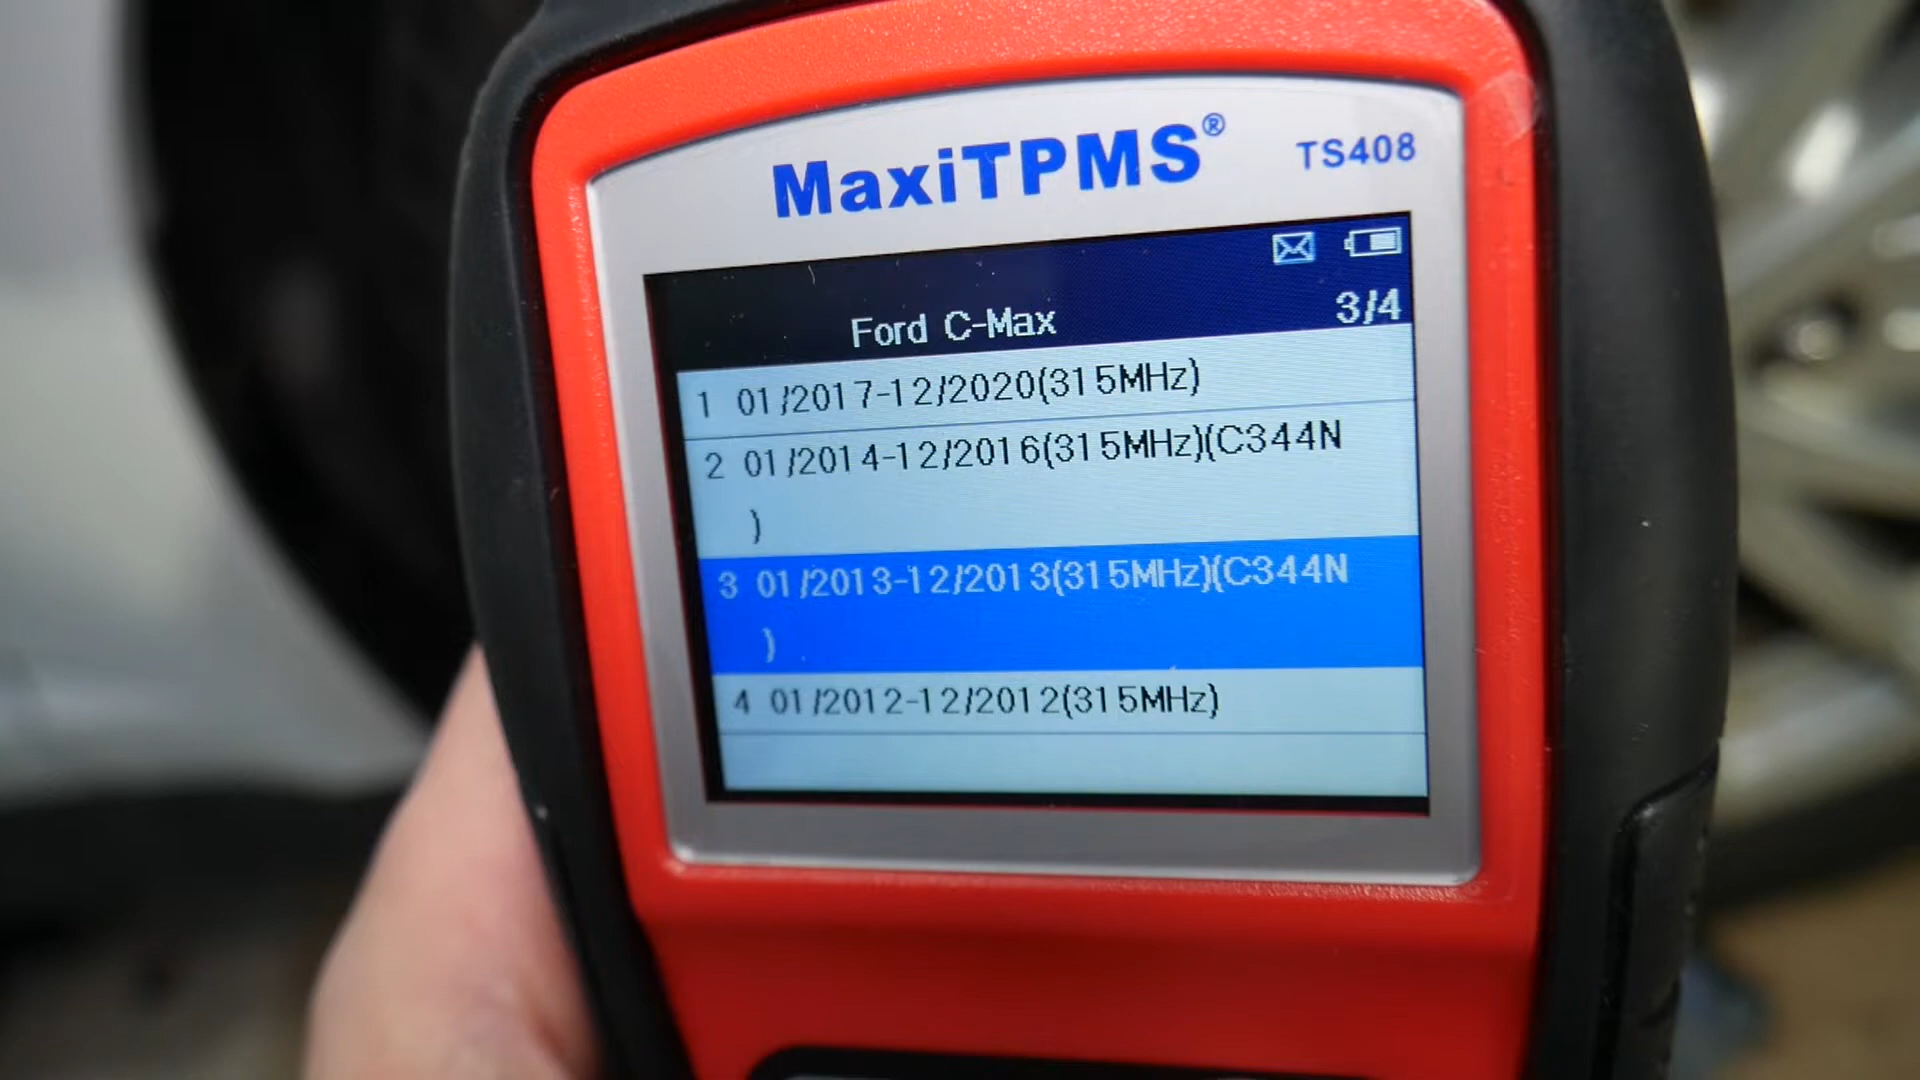 MaxiTPMS® TS408
Ford C-Max 3/4
1 01/2017-12/2020(315MHz)
2 01/2014-12/2016(315MHz)(C344N
)
3 01/2013-12/2013(315MHz)(C344N
)
4 01/2012-12/2012(315MHz)